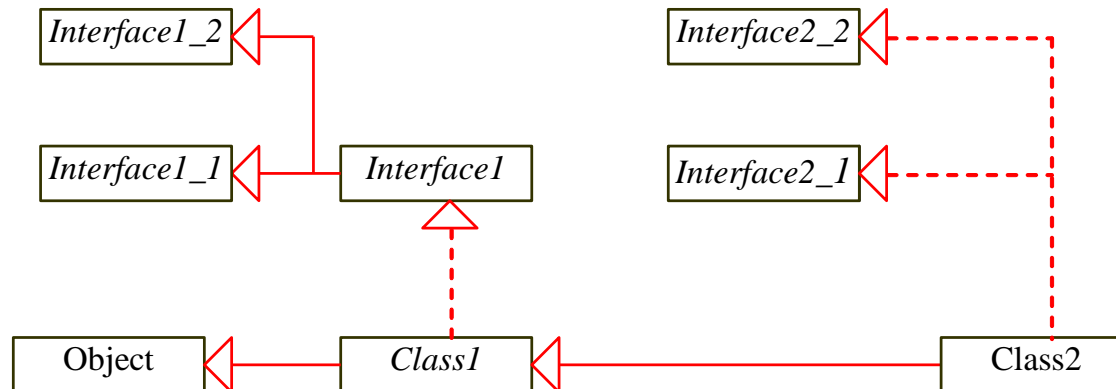 Interface1_2
Interface2_2
Interface1_1
Interface1
Interface2_1
Object
Class1
Class2